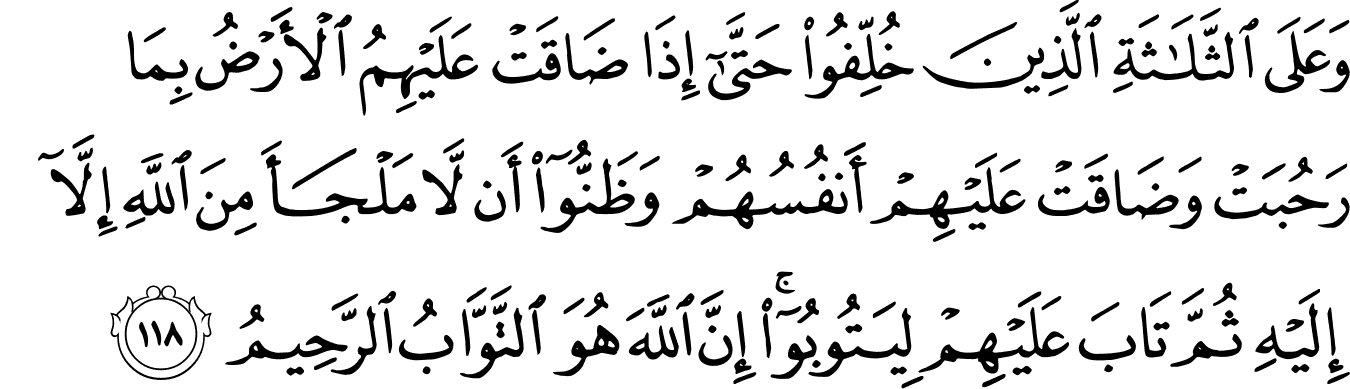 وَعَلَى ٱلثَّلَـٰثَةِ ٱلَّذِينَ خُلِّفُوا۟ حَتَّىٰٓ إِذَا ضَاقَتْ عَلَيْهِمُ ٱلْأَرْضُ بِمَا
رَحُبَتْ وَضَاقَتْ عَلَيْهِمْ أَنفُسُهُمْ وَظَنُّوٓا۟ أَن لَّا مَلْجَأَ مِنَ ٱللَّهِ إِلَّآ
إِلَيْهِ ثُمَّ تَابَ عَلَيْهِمْ لِيَتُوبُوٓا۟ ۚ إِنَّ ٱللَّهَ هُوَ ٱلتَّوَّابُ ٱلرَّحِيمُ ١١٨